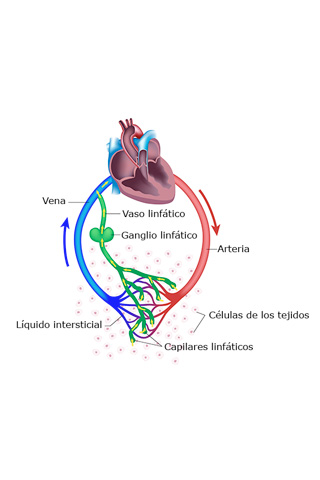 Vena
Vaso linfático
Ganglio linfático
Arteria
Líquido intersticial
Células de los tejidos
Capilares linfáticos